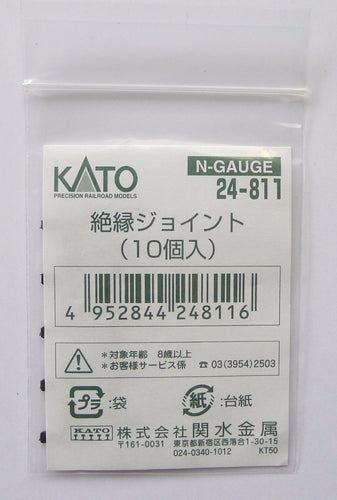 KATO
PRECISION RAILROAD MODELS
N-GAUGE
24-811
絶縁ジョイント
(10個入)
4 952844 248116
＊対象年齢 8歳以上
＊お客様サービス係 ☎ 03(3954)2503
プラ :袋 紙 :台紙
KATO 株式会社 関水金属
〒161-0031 東京都新宿区西落合1-30-15
024-0340-1012 KT50